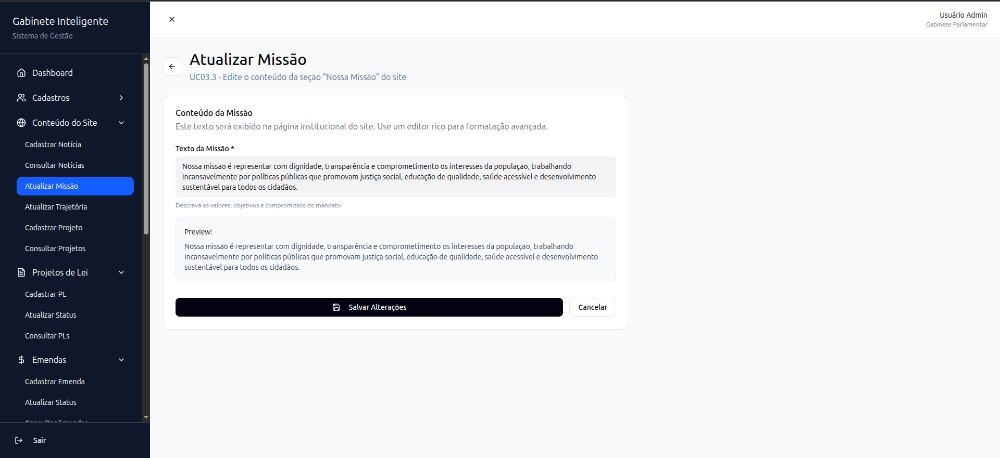 Gabinete Inteligente
Sistema de Gestão
Dashboard
Cadastros
Conteúdo do Site
Cadastrar Notícia
Consultar Notícias
Atualizar Missão
Atualizar Trajetória
Cadastrar Projeto
Consultar Projetos
Projetos de Lei
Cadastrar PL
Atualizar Status
Consultar PLs
Emendas
Cadastrar Emenda
Atualizar Status
Consultar Emendas
Sair
Usuário Admin
Gabinete Parlamentar
Atualizar Missão
UC03.3 - Edite o conteúdo da seção "Nossa Missão" do site
Conteúdo da Missão
Este texto será exibido na página institucional do site. Use um editor rico para formatação avançada.
Texto da Missão *
Nossa missão é representar com dignidade, transparência e comprometimento os interesses da população, trabalhando
incansavelmente por políticas públicas que promovam justiça social, educação de qualidade, saúde acessível e desenvolvimento
sustentável para todos os cidadãos.
Descreva os valores, objetivos e compromissos do mandato
Preview:
Nossa missão é representar com dignidade, transparência e comprometimento os interesses da população, trabalhando
incansavelmente por políticas públicas que promovam justiça social, educação de qualidade, saúde acessível e desenvolvimento
sustentável para todos os cidadãos.
Salvar Alterações
Cancelar